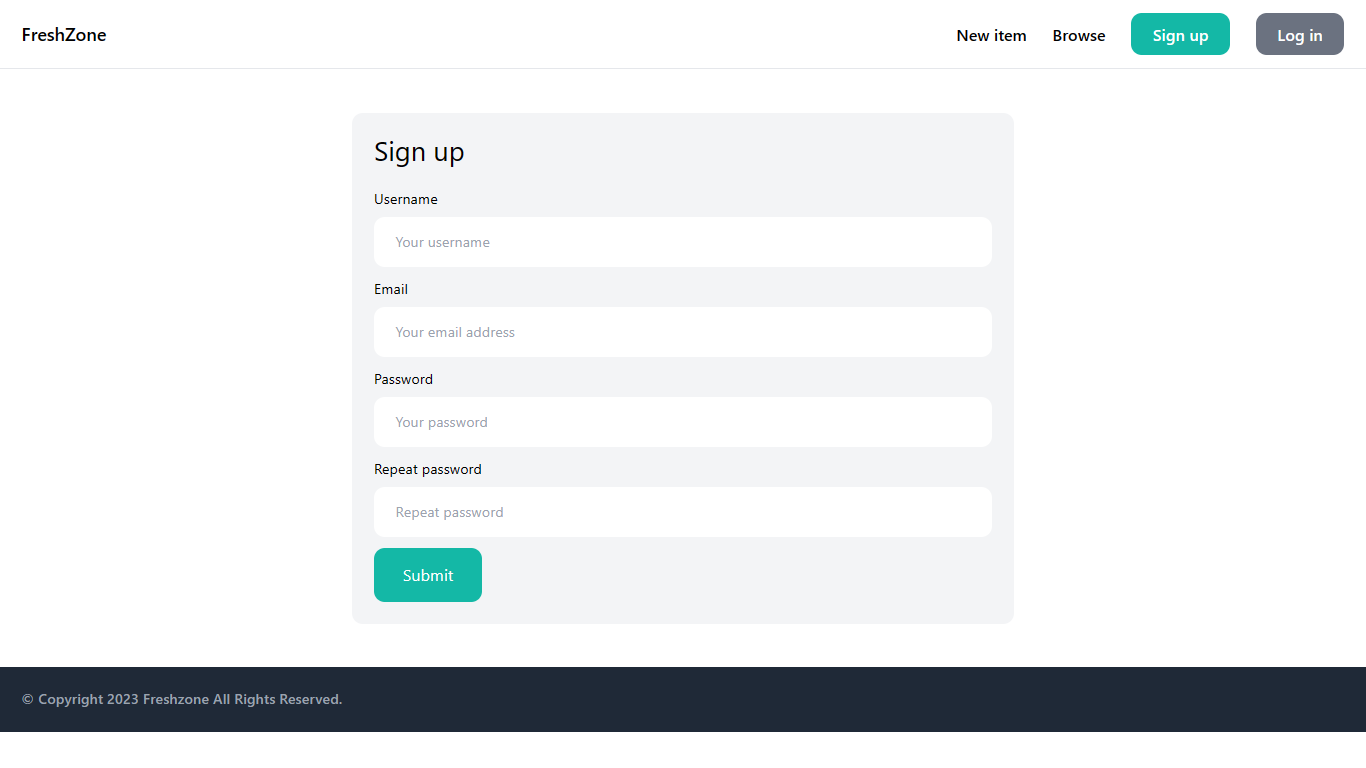 FreshZone
New item
Browse
Sign up
Log in
Sign up
Username
Your username
Email
Your email address
Password
Your password
Repeat password
Repeat password
Submit
© Copyright 2023 Freshzone All Rights Reserved.